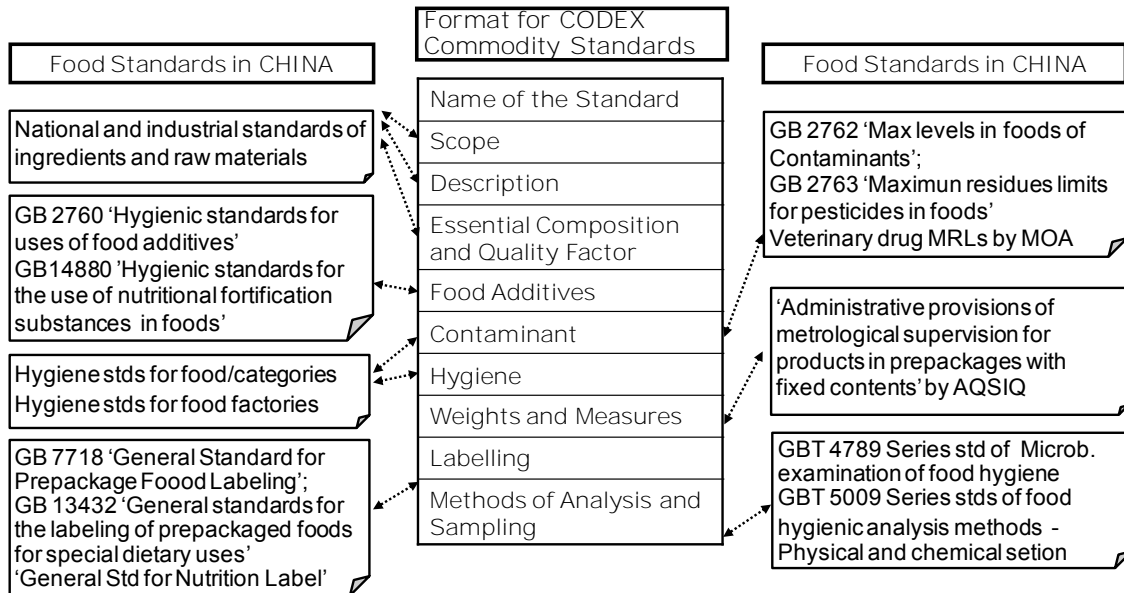 Format for CODEX
Commodity Standards
Food Standards in CHINA
National and industrial standards of
ingredients and raw materials
GB 2760 ‘Hygienic standards for
uses of food additives’
GB14880 ’Hygienic standards for
the use of nutritional fortification
substances in foods’
Hygiene stds for food/categories
Hygiene stds for food factories
GB 7718 ‘General Standard for
Prepackage Foood Labeling’;
GB 13432 ‘General standards for
the labeling of prepackaged foods
for special dietary uses’
‘General Std for Nutrition Label’
Name of the Standard
Scope
Description
Essential Composition
and Quality Factor
Food Additives
Contaminant
Hygiene
Weights and Measures
Labelling
Methods of Analysis and
Sampling
Food Standards in CHINA
GB 2762 ‘Max levels in foods of
Contaminants’;
GB 2763 ‘Maximun residues limits
for pesticides in foods’
Veterinary drug MRLs by MOA
‘Administrative provisions of
metrological supervision for
products in prepackages with
fixed contents’ by AQSIQ
GBT 4789 Series std of Microb.
examination of food hygiene
GBT 5009 Series stds of food
hygienic analysis methods -
Physical and chemical setion